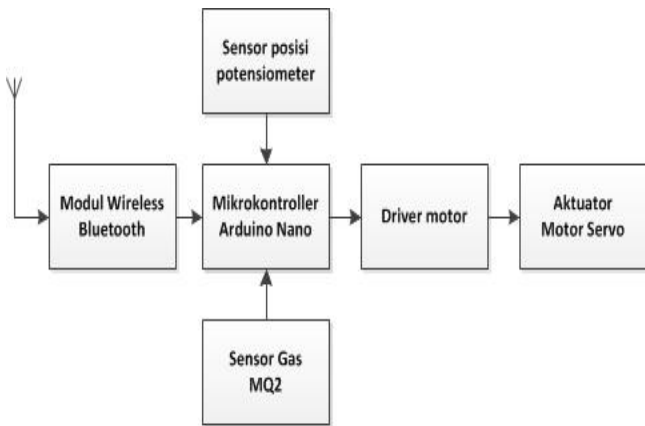 Sensor posisi
potensiometer
Modul Wireless
Bluetooth
Mikrokontroller
Arduino Nano
Driver motor
Aktuator
Motor Servo
Sensor Gas
MQ2